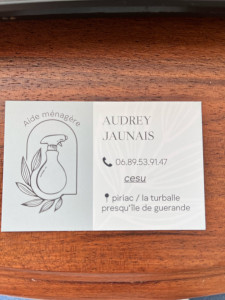 Aide ménagère
AUDREY
JAUNAIS
06.89.53.91.47
cesu
piriac / la turballe
presqu'île de guerande